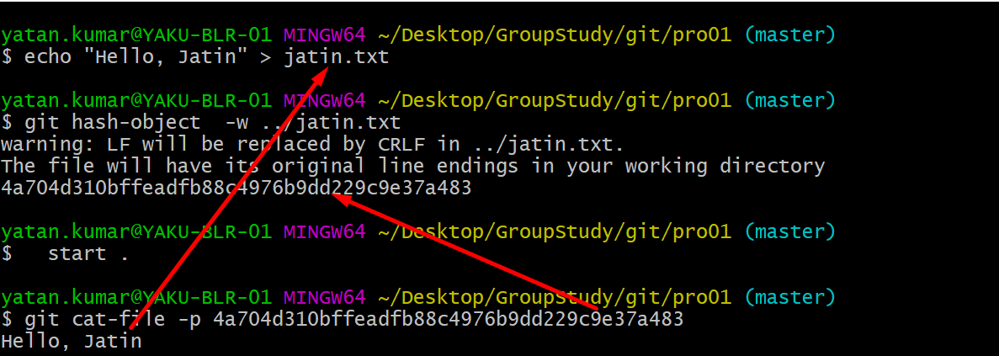 yatan.kumar@YAKU-BLR-01 MINGW64 ~/Desktop/GroupStudy/git/pro01 (master)
$ echo "Hello, Jatin" > jatin.txt
yatan.kumar@YAKU-BLR-01 MINGW64 ~/Desktop/GroupStudy/git/pro01 (master)
$ git hash-object  -w ../jatin.txt
warning: LF will be replaced by CRLF in ../jatin.txt.
The file will have its original line endings in your working directory
4a704d310bffeadfb88c4976b9dd229c9e37a483
yatan.kumar@YAKU-BLR-01 MINGW64 ~/Desktop/GroupStudy/git/pro01 (master)
$   start .
yatan.kumar@YAKU-BLR-01 MINGW64 ~/Desktop/GroupStudy/git/pro01 (master)
$ git cat-file -p 4a704d310bffeadfb88c4976b9dd229c9e37a483
Hello, Jatin